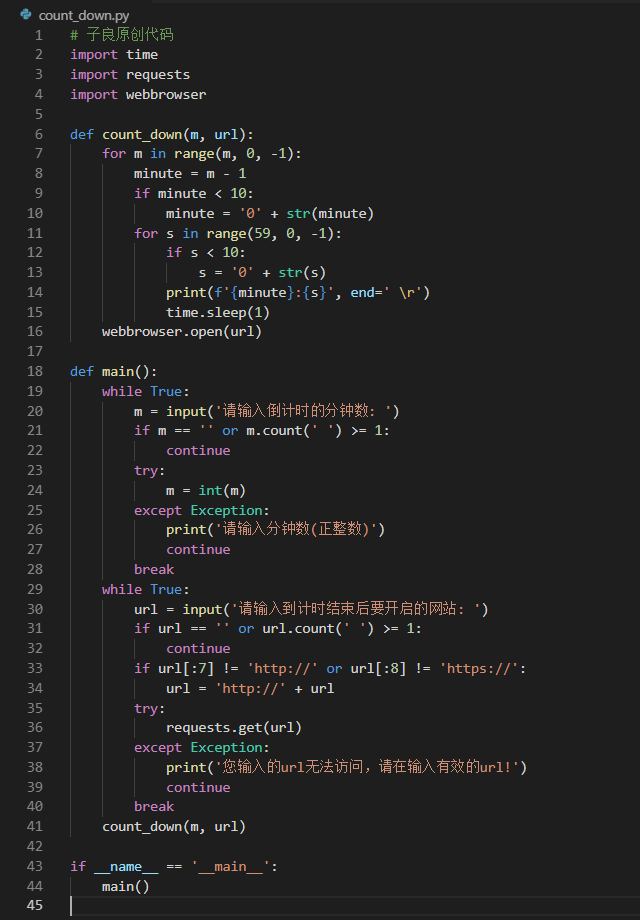 count_down.py
1 # 子良原创代码
2 import time
3 import requests
4 import webbrowser
5
6 def count_down(m, url):
7     for m in range(m, 0, -1):
8         minute = m - 1
9         if minute < 10:
10             minute = '0' + str(minute)
11         for s in range(59, 0, -1):
12             if s < 10:
13                 s = '0' + str(s)
14             print(f'{minute}:{s}', end=' \r')
15             time.sleep(1)
16     webbrowser.open(url)
17
18 def main():
19     while True:
20         m = input('请输入倒计时的分钟数: ')
21         if m == '' or m.count(' ') >= 1:
22             continue
23         try:
24             m = int(m)
25         except Exception:
26             print('请输入分钟数(正整数)')
27             continue
28         break
29     while True:
30         url = input('请输入到计时结束后要开启的网站: ')
31         if url == '' or url.count(' ') >= 1:
32             continue
33         if url[:7] != 'http://' or url[:8] != 'https://':
34             url = 'http://' + url
35         try:
36             requests.get(url)
37         except Exception:
38             print('您输入的url无法访问，请在输入有效的url!')
39             continue
40         break
41     count_down(m, url)
42
43 if __name__ == '__main__':
44     main()
45